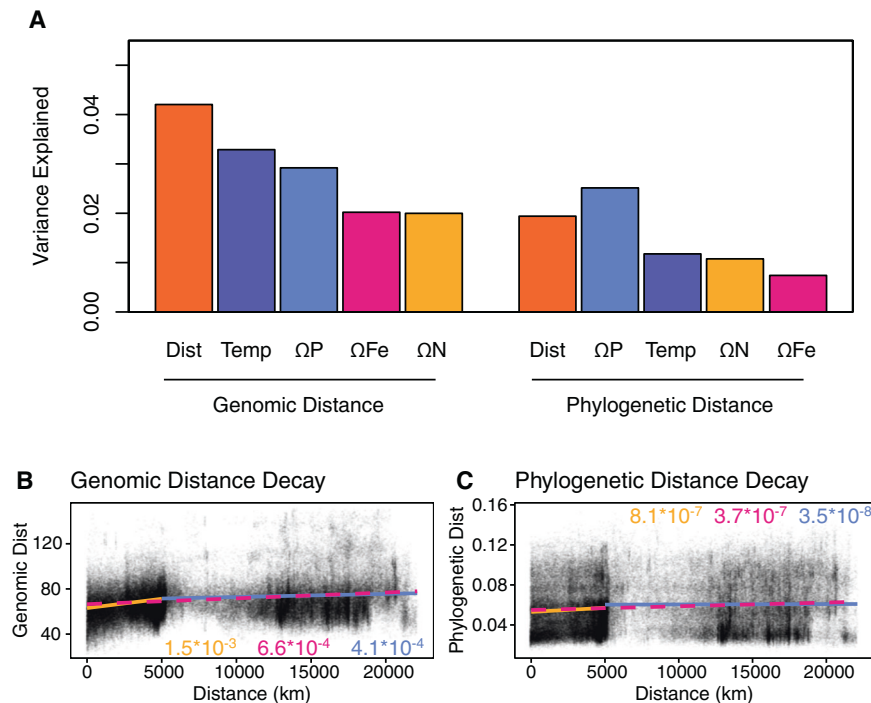 A
Variance Explained
0.04
0.02
0.00
Dist Temp ΩP ΩFe ΩN
Dist ΩP Temp ΩN ΩFe
Genomic Distance
Phylogenetic Distance
B Genomic Distance Decay
Genomic Dist
120
80
40
1.5*10-3 6.6*10-4 4.1*10-4
0 5000 10000 15000 20000
Distance (km)
C Phylogenetic Distance Decay
Phylogenetic Dist
0.16
0.12
0.08
0.04
8.1*10-7 3.7*10-7 3.5*10-8
0 5000 10000 15000 20000
Distance (km)